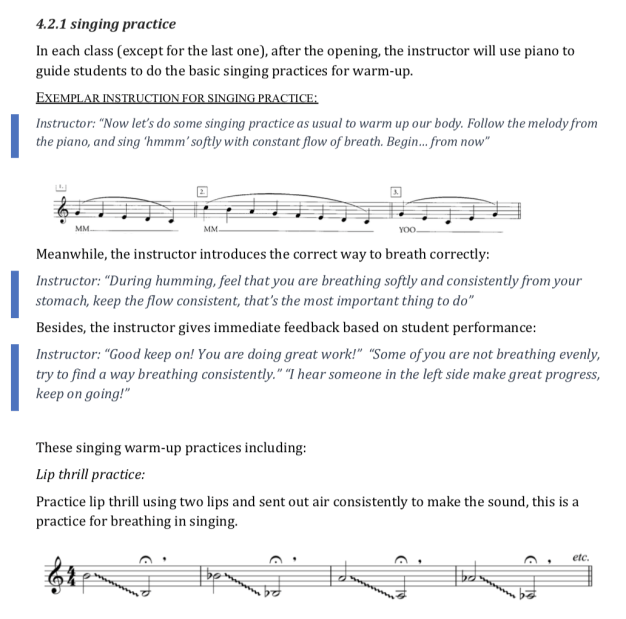 4.2.1 singing practice
In each class (except for the last one), after the opening, the instructor will use piano to
guide students to do the basic singing practices for warm-up.
EXEMPLAR INSTRUCTION FOR SINGING PRACTICE:
Instructor: “Now let’s do some singing practice as usual to warm up our body. Follow the melody from
the piano, and sing ‘hmmm’ softly with constant flow of breath. Begin... from now”
1. 2. 3.
MM MM YOO
Meanwhile, the instructor introduces the correct way to breath correctly:
Instructor: “During humming, feel that you are breathing softly and consistently from your
stomach, keep the flow consistent, that’s the most important thing to do”
Besides, the instructor gives immediate feedback based on student performance:
Instructor: “Good keep on! You are doing great work!” “Some of you are not breathing evenly,
try to find a way breathing consistently.” “I hear someone in the left side make great progress,
keep on going!”
These singing warm-up practices including:
Lip thrill practice:
Practice lip thrill using two lips and sent out air consistently to make the sound, this is a
practice for breathing in singing.
etc.